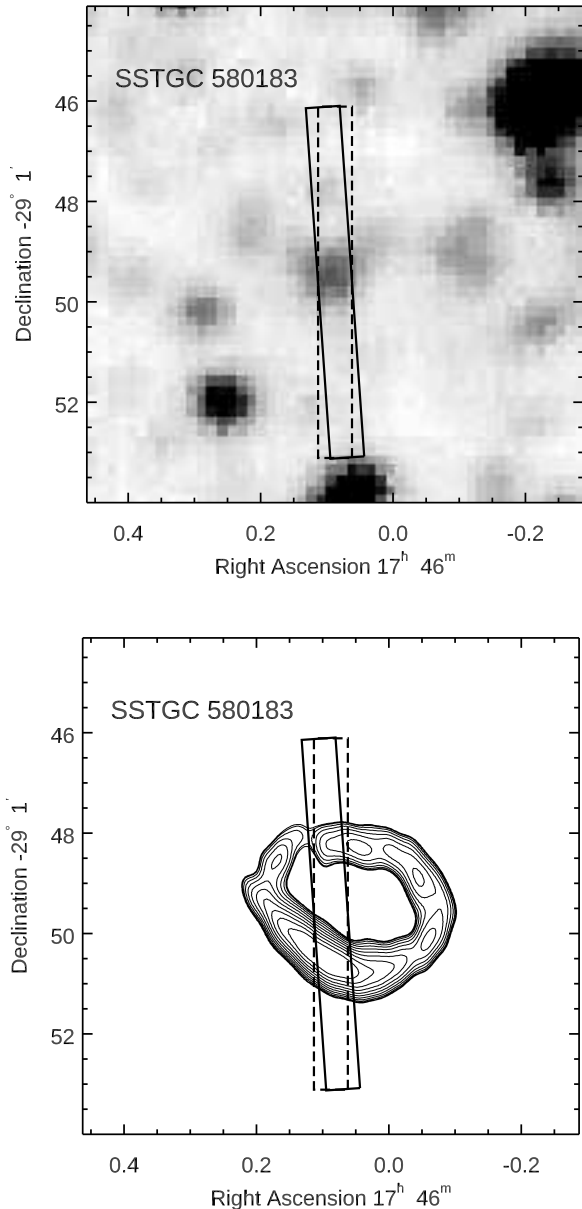 SSTGC 580183
46
48
50
52
Declination -29° 1′
0.4 0.2 0.0 -0.2
Right Ascension 17ʰ 46ᵐ
SSTGC 580183
46
48
50
52
Declination -29° 1′
0.4 0.2 0.0 -0.2
Right Ascension 17ʰ 46ᵐ